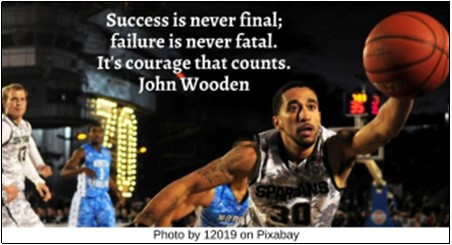 Success is never final;
failure is never fatal.
It's courage that counts.
John Wooden
SPARTANS
30
Photo by 12019 on Pixabay